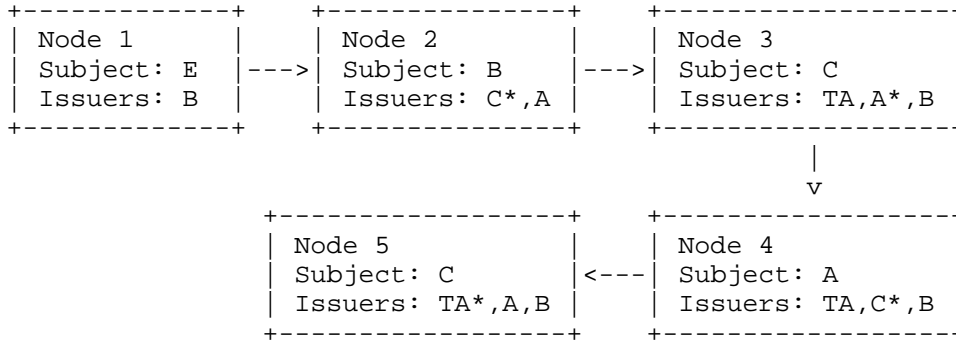 Node 1
Subject: E
Issuers: B
Node 2
Subject: B
Issuers: C*,A
Node 3
Subject: C
Issuers: TA,A*,B
v
Node 5
Subject: C
Issuers: TA*,A,B
Node 4
Subject: A
Issuers: TA,C*,B